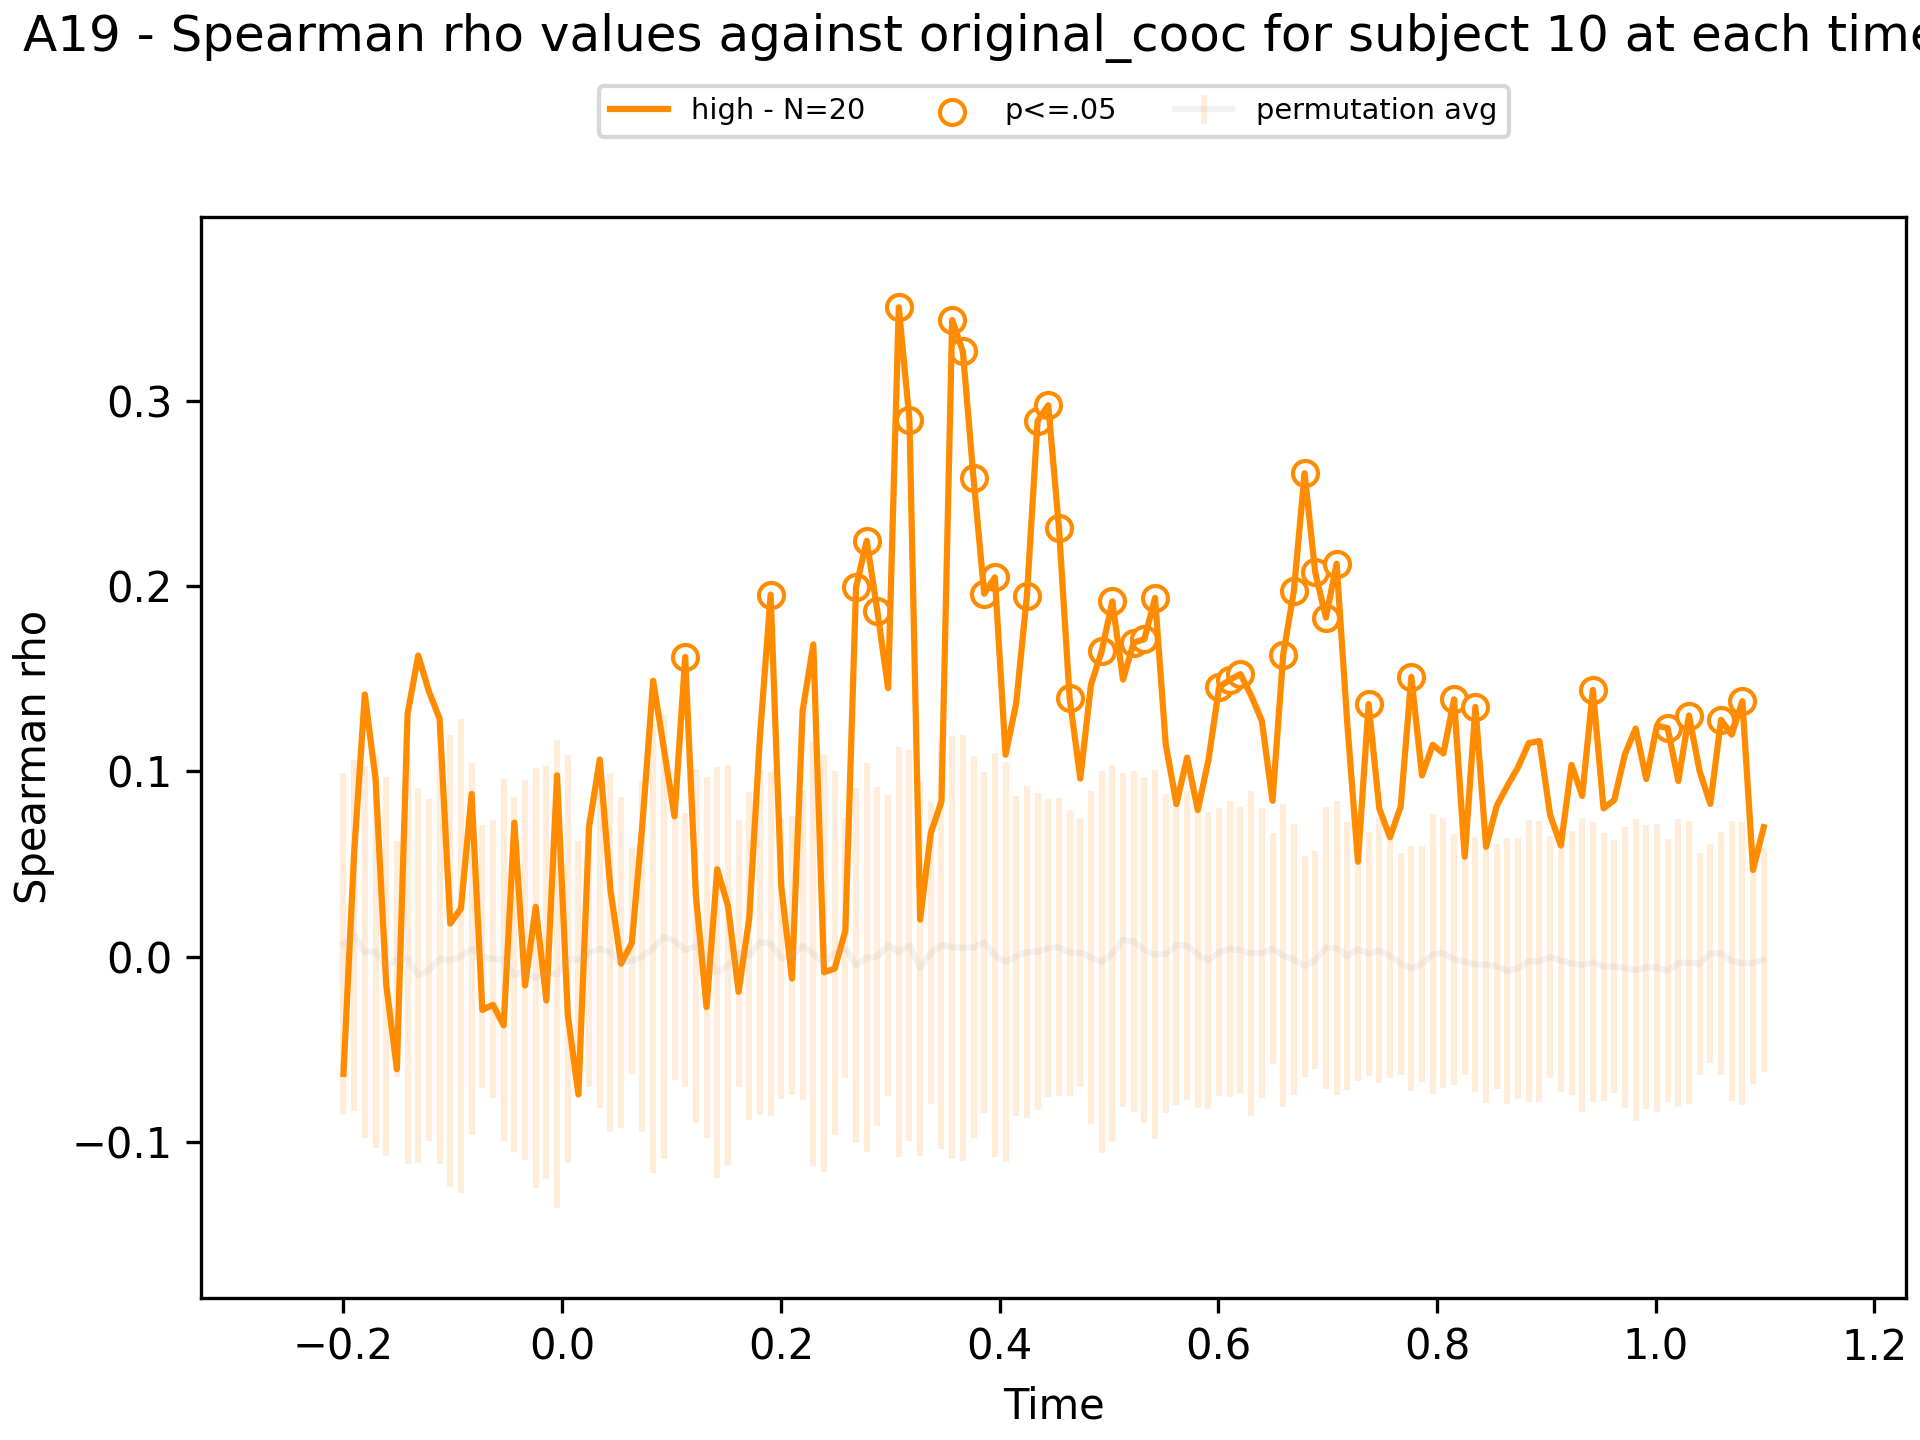 A19 - Spearman rho values against original_cooc for subject 10 at each time
high - N=20 p<=.05 permutation avg
0.3
0.2
0.1
0.0
−0.1
Spearman rho
−0.2 0.0 0.2 0.4 0.6 0.8 1.0 1.2
Time